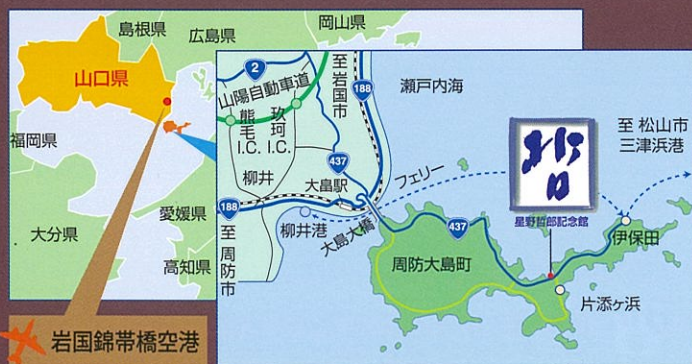 島根県
広島県
岡山県
山口県
福岡県
大分県
愛媛県
高知県
岩国錦帯橋空港
2
山陽自動車道
熊毛I.C.
玖珂I.C.
至岩国市
188
瀬戸内海
437
柳井
大畠駅
フェリー
188
至周防市
柳井港
大島大橋
437
周防大島町
哲
星野哲郎記念館
至 松山市
三津浜港
伊保田
片添ヶ浜